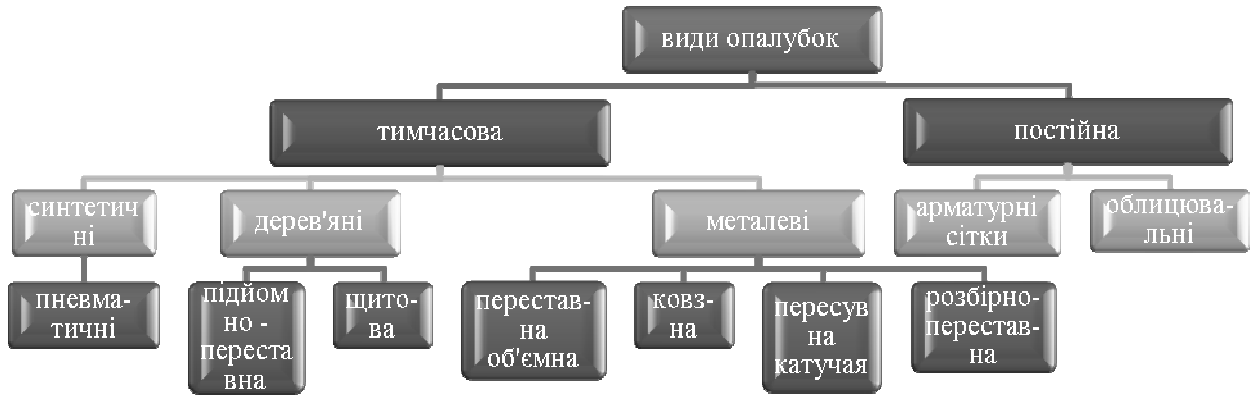 види опалубок
тимчасова
постійна
синтетич
ні
дерев'яні
металеві
арматурні
сітки
облицюва-
льні
пневма-
тичні
підйом
но -
переста
вна
щито-
ва
перестав-
на
об'ємна
ковз-
на
пересув
на
катучая
розбірно-
перестав-
на